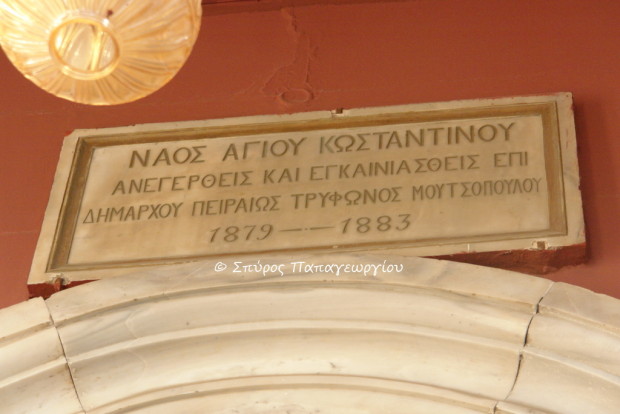 ΝΑΟΣ ΑΓΙΟΥ ΚΩΣΤΑΝΤΙΝΟΥ
ΑΝΕΓΕΡΘΕΙΣ ΚΑΙ ΕΓΚΑΙΝΙΑΣΘΕΙΣ ΕΠΙ
ΔΗΜΑΡΧΟΥ ΠΕΙΡΑΙΩΣ ΤΡΥΦΩΝΟΣ ΜΟΥΤΣΟΠΟΥΛΟΥ
1879 — · — 1883
© Σπύρος Παπαγεωργίου